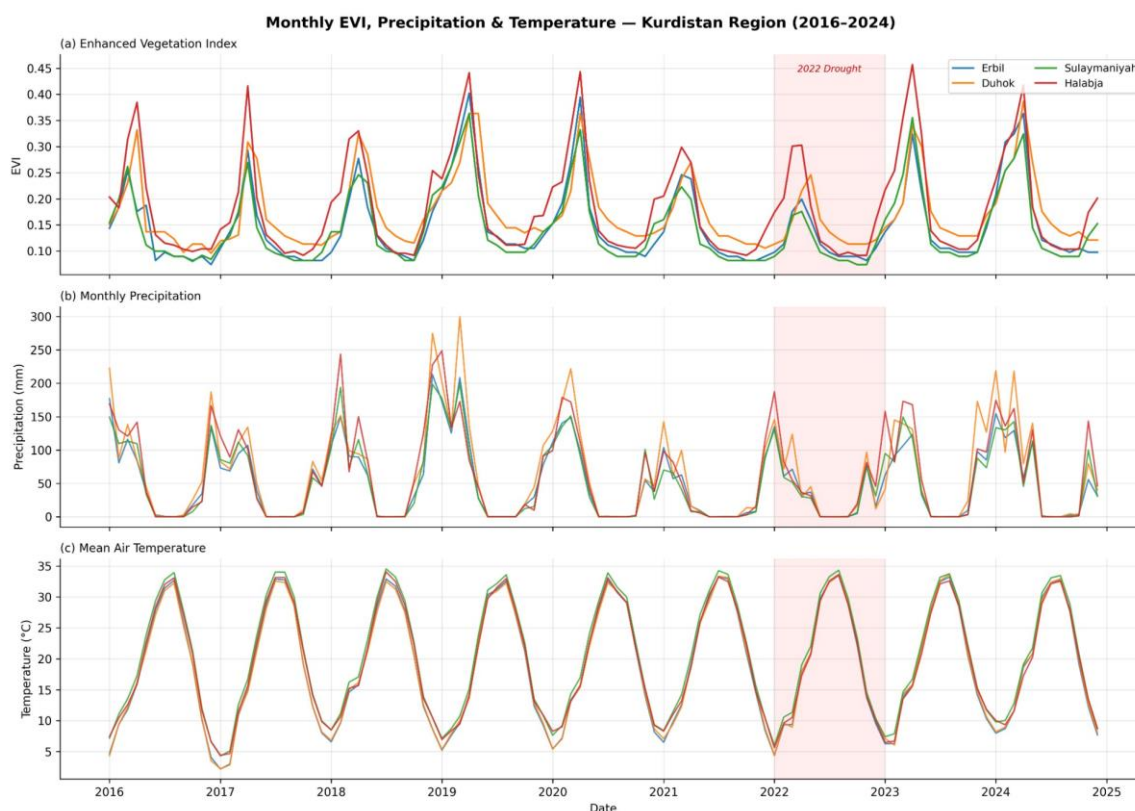 Monthly EVI, Precipitation & Temperature — Kurdistan Region (2016–2024)
(a) Enhanced Vegetation Index
2022 Drought
Erbil
Duhok
Sulaymaniyah
Halabja
EVI
0.45
0.40
0.35
0.30
0.25
0.20
0.15
0.10
(b) Monthly Precipitation
Precipitation (mm)
300
250
200
150
100
50
0
(c) Mean Air Temperature
Temperature (°C)
35
30
25
20
15
10
5
2016 2017 2018 2019 2020 2021 2022 2023 2024 2025
Date